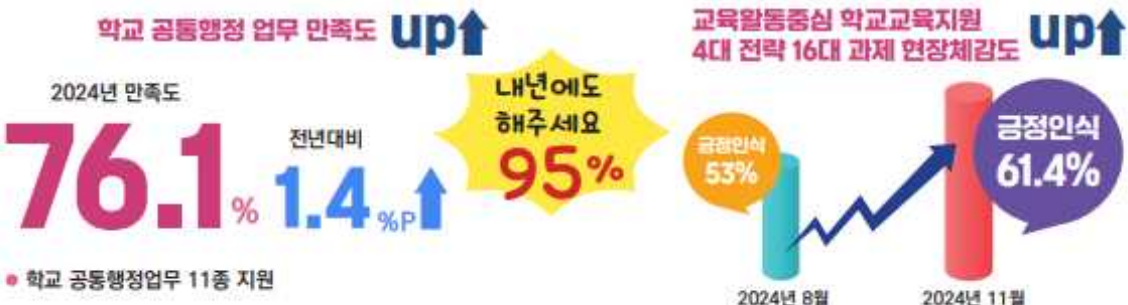 학교 공통행정 업무 만족도 up
2024년 만족도
76.1%
전년대비
1.4%P
• 학교 공통행정업무 11종 지원
내년에도
해주세요
95%
교육활동중심 학교교육지원
4대 전략 16대 과제 현장체감도 up
긍정인식
53%
긍정인식
61.4%
2024년 8월
2024년 11월